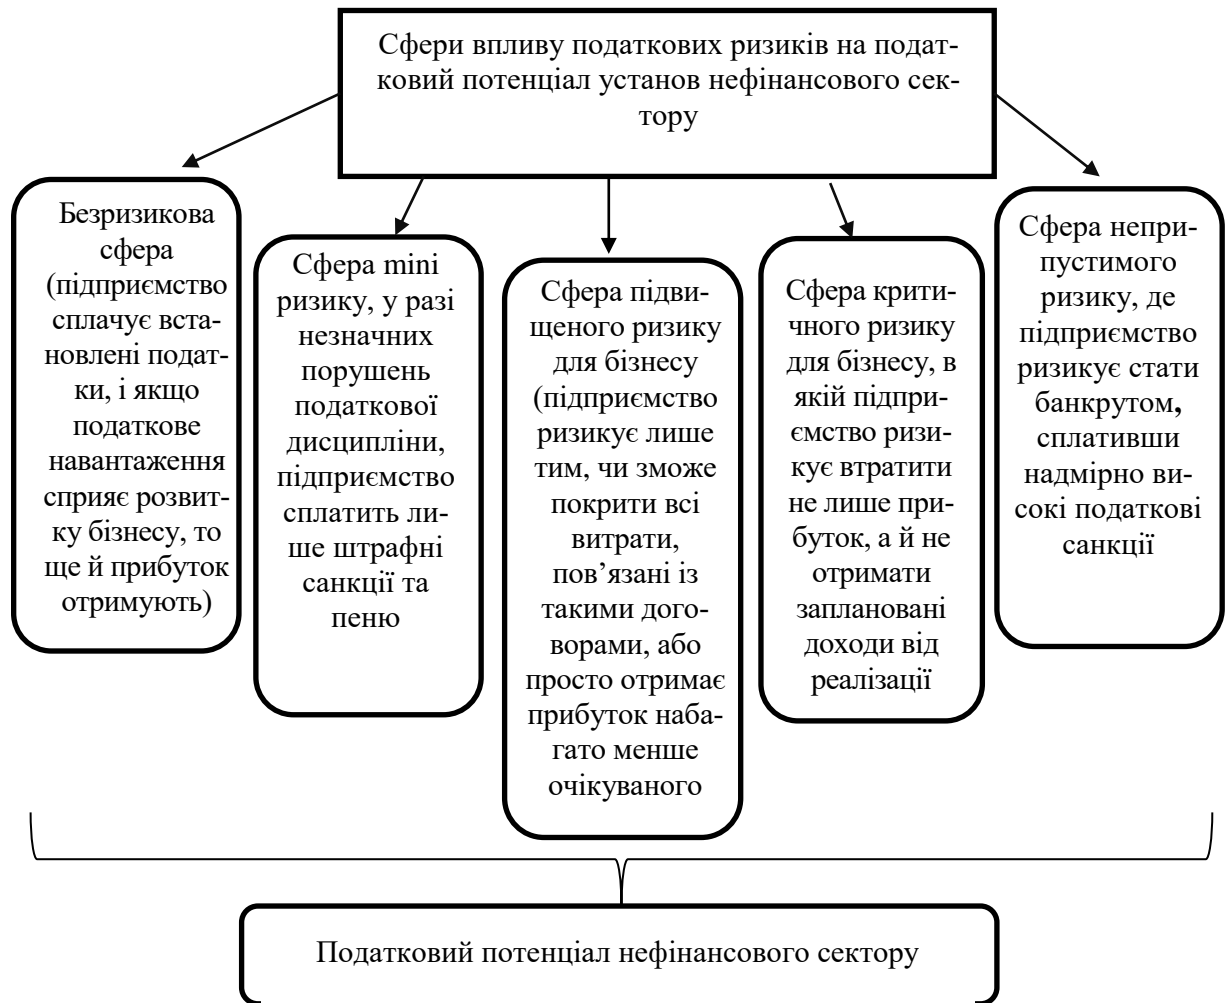 Сфери впливу податкових ризиків на подат-
ковий потенціал установ нефінансового сек-
тору
Безризикова
сфера
(підприємство
сплачує вста-
новлені подат-
ки, і якщо
податкове
навантаження
сприяє розвит-
ку бізнесу, то
ще й прибуток
отримують)
Сфера mini
ризику, у разі
незначних
порушень
податкової
дисципліни,
підприємство
сплатить ли-
ше штрафні
санкції та
пеню
Сфера підви-
щеного ризику
для бізнесу
(підприємство
ризикує лише
тим, чи зможе
покрити всі
витрати,
пов’язані із
такими дого-
ворами, або
просто отримає
прибуток наба-
гато менше
очікуваного
Сфера крити-
чного ризику
для бізнесу, в
якій підпри-
ємство ризи-
кує втратити
не лише при-
буток, а й не
отримати
заплановані
доходи від
реалізації
Сфера непри-
пустимого
ризику, де
підприємство
ризикує стати
банкрутом,
сплативши
надмірно ви-
сокі податкові
санкції
Податковий потенціал нефінансового сектору